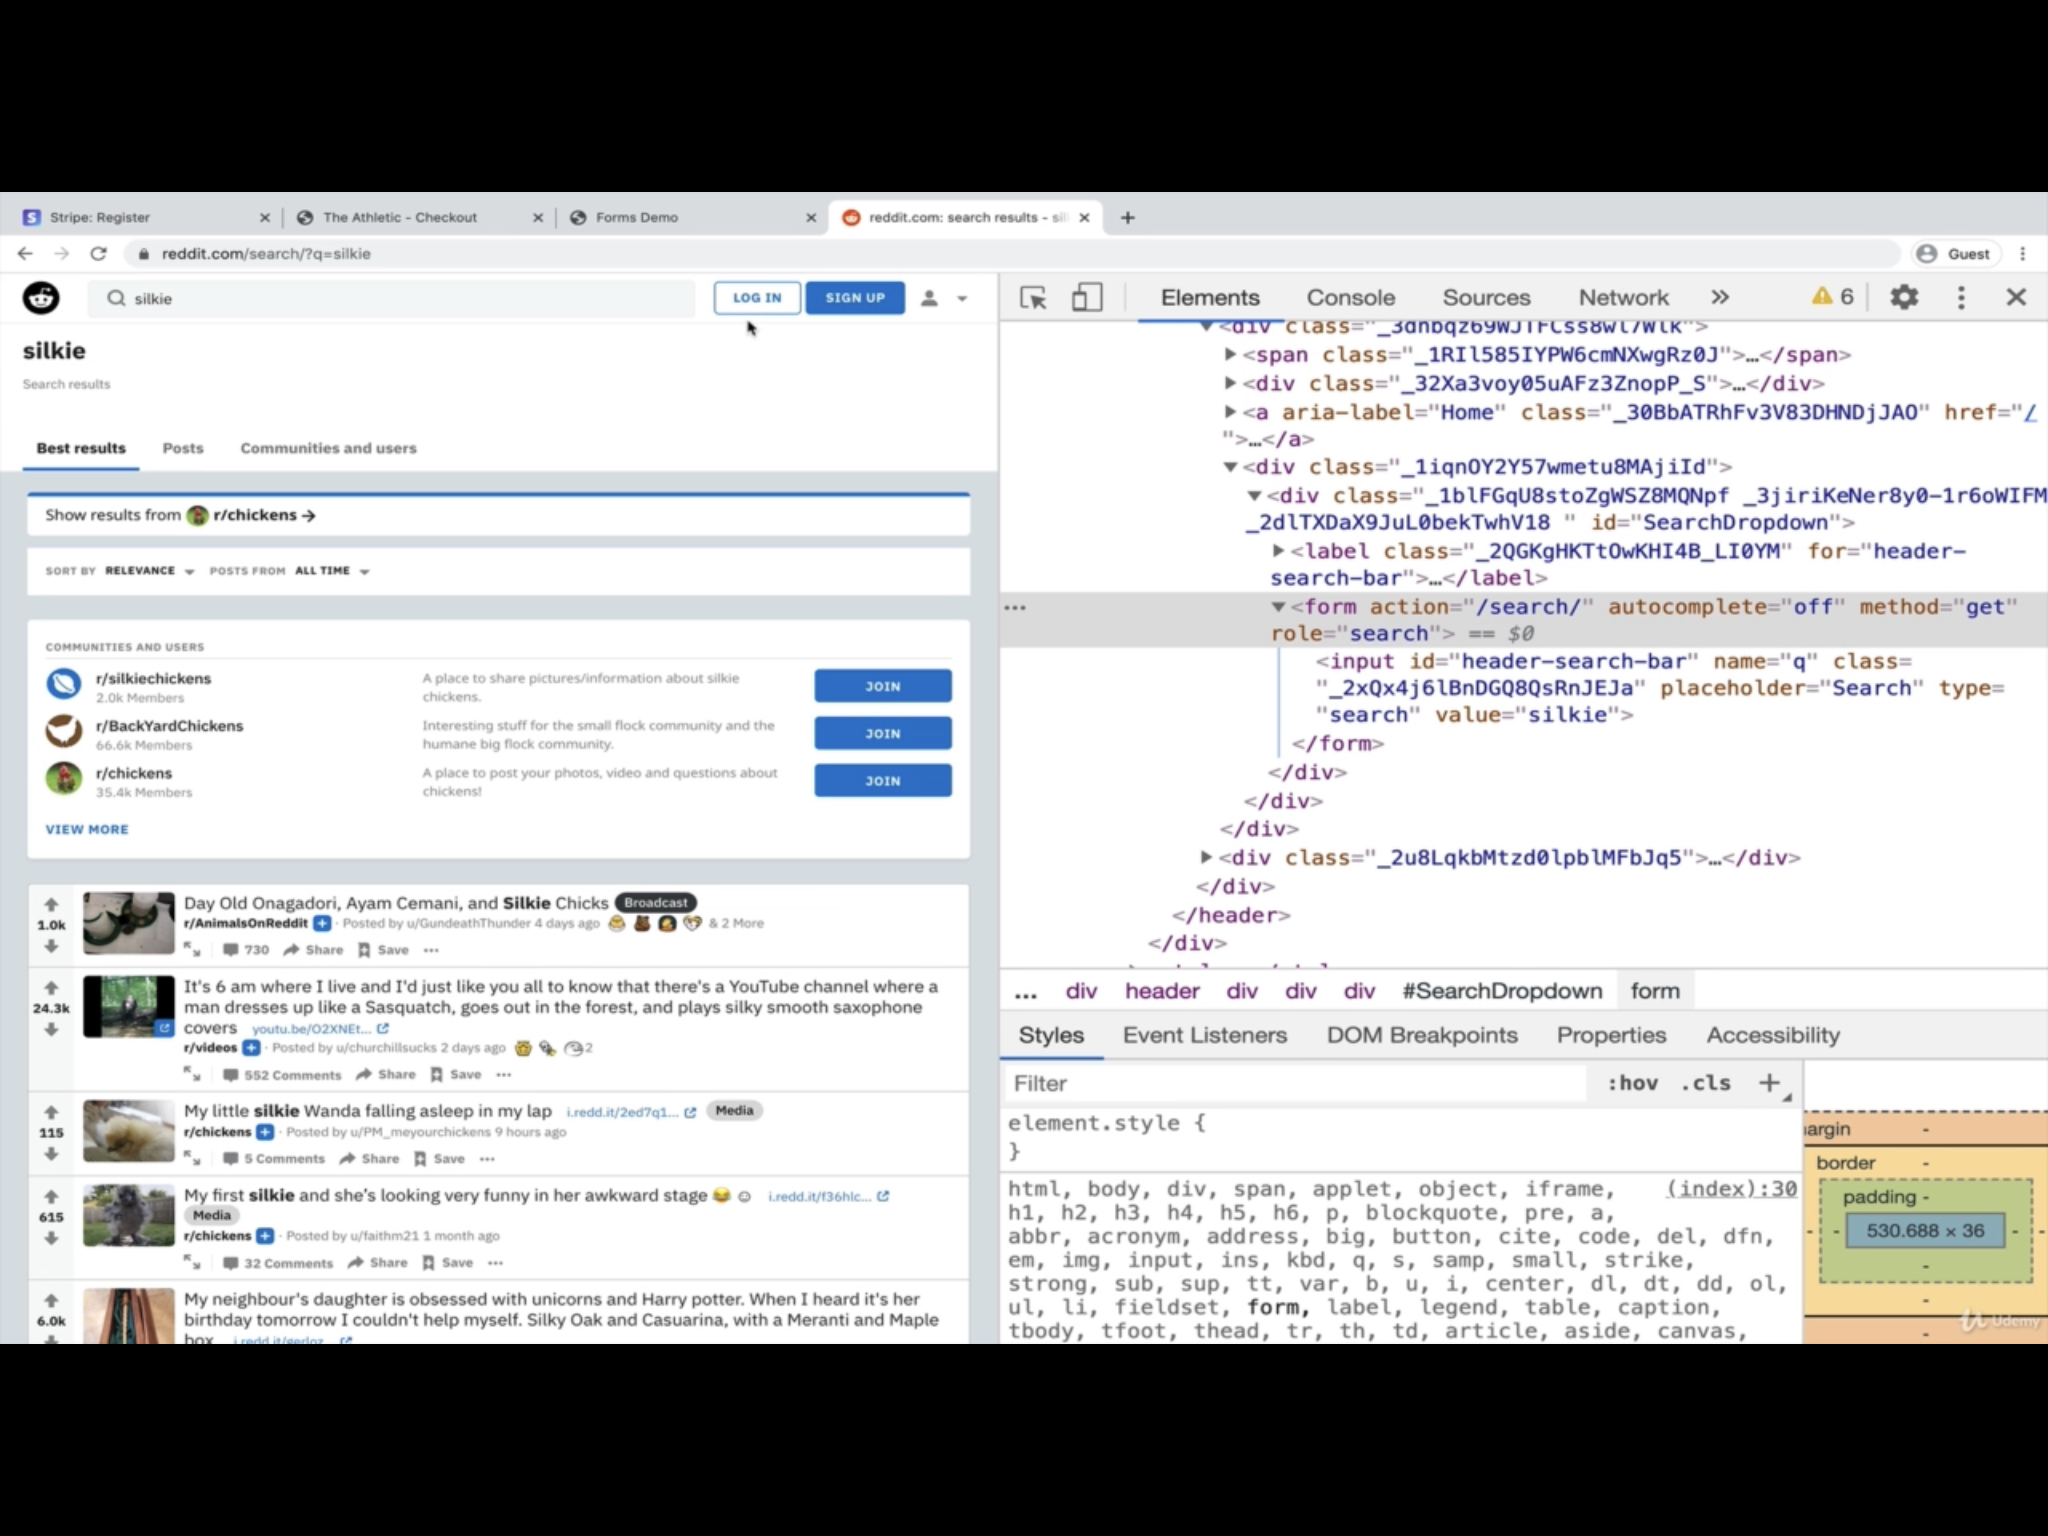 Stripe: Register
The Athletic - Checkout
Forms Demo
reddit.com: search results - sil
reddit.com/search/?q=silkie
Guest
silkie
LOG IN
SIGN UP
silkie
Search results
Best results
Posts
Communities and users
Show results from r/chickens →
SORT BY RELEVANCE POSTS FROM ALL TIME
COMMUNITIES AND USERS
r/silkiechickens
2.0k Members
A place to share pictures/information about silkie
chickens.
JOIN
r/BackYardChickens
66.6k Members
Interesting stuff for the small flock community and the
humane big flock community.
JOIN
r/chickens
35.4k Members
A place to post your photos, video and questions about
chickens!
JOIN
VIEW MORE
1.0k
Day Old Onagadori, Ayam Cemani, and Silkie Chicks Broadcast
r/AnimalsOnReddit · Posted by u/GundeathThunder 4 days ago & 2 More
730 Share Save ...
24.3k
It's 6 am where I live and I'd just like you all to know that there's a YouTube channel where a
man dresses up like a Sasquatch, goes out in the forest, and plays silky smooth saxophone
covers youtu.be/O2XNEt...
r/videos · Posted by u/churchillsucks 2 days ago 2
552 Comments Share Save ...
115
My little silkie Wanda falling asleep in my lap i.redd.it/2ed7q1... Media
r/chickens · Posted by u/PM_meyourchickens 9 hours ago
5 Comments Share Save ...
615
My first silkie and she's looking very funny in her awkward stage 😂 ☺ i.redd.it/f36hlc...
Media
r/chickens · Posted by u/faithm21 1 month ago
32 Comments Share Save ...
6.0k
My neighbour's daughter is obsessed with unicorns and Harry potter. When I heard it's her
birthday tomorrow I couldn't help myself. Silky Oak and Casuarina, with a Meranti and Maple
box
Elements
Console
Sources
Network
»
6
<span class="_1RIl585IYPW6cmNXwgRz0J">…</span>
<div class="_32Xa3voy05uAFz3ZnopP_S">…</div>
<a aria-label="Home" class="_30BbATRhFv3V83DHNDjJAO" href="/
">…</a>
<div class="_1iqnOY2Y57wmetu8MAjiId">
<div class="_1blFGqU8stoZgWSZ8MQNpf _3jiriKeNer8y0-1r6oWIFM
_2dlTXDaX9JuL0bekTwhV18 " id="SearchDropdown">
<label class="_2QGKgHKTtOwKHI4B_LI0YM" for="header-
search-bar">…</label>
<form action="/search/" autocomplete="off" method="get"
role="search"> == $0
<input id="header-search-bar" name="q" class=
"_2xQx4j6lBnDGQ8QsRnJEJa" placeholder="Search" type=
"search" value="silkie">
</form>
</div>
</div>
</div>
<div class="_2u8LqkbMtzd0lpblMFbJq5">…</div>
</div>
</header>
</div>
... div header div div div #SearchDropdown form
Styles
Event Listeners
DOM Breakpoints
Properties
Accessibility
Filter
:hov .cls +
element.style {
}
html, body, div, span, applet, object, iframe, (index):30
h1, h2, h3, h4, h5, h6, p, blockquote, pre, a,
abbr, acronym, address, big, button, cite, code, del, dfn,
em, img, input, ins, kbd, q, s, samp, small, strike,
strong, sub, sup, tt, var, b, u, i, center, dl, dt, dd, ol,
ul, li, fieldset, form, label, legend, table, caption,
tbody, tfoot, thead, tr, th, td, article, aside, canvas,
argin -
border -
padding -
530.688 × 36
Udemy